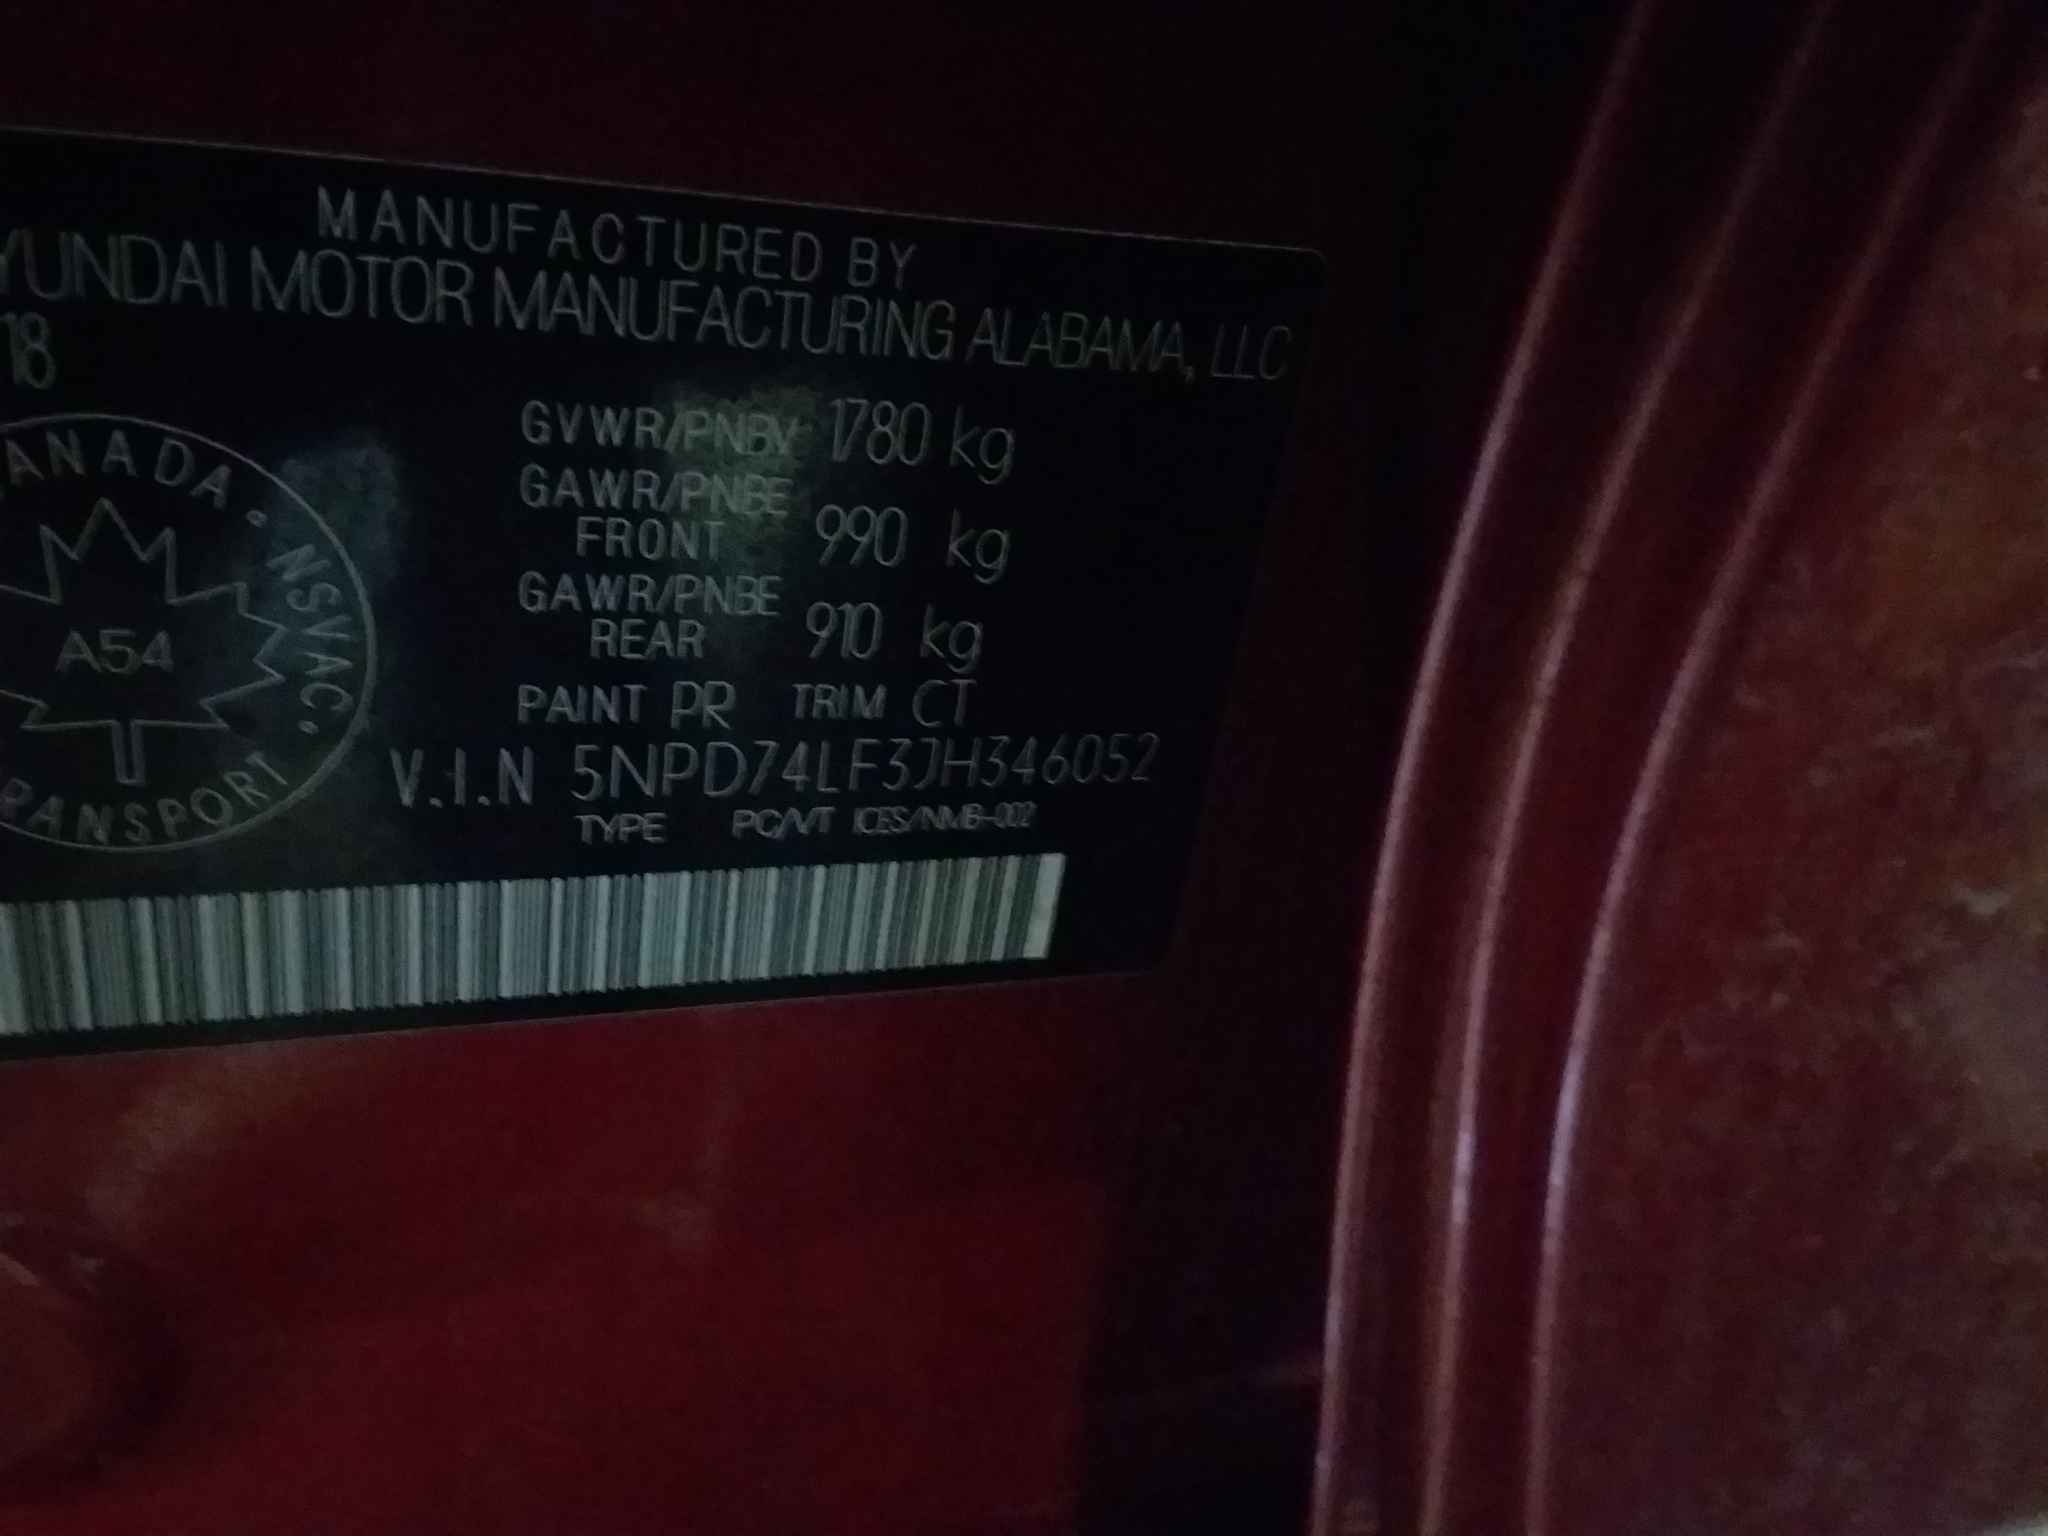 MANUFACTURED BY
YUNDAI MOTOR MANUFACTURING ALABAMA, LLC
18
GVWR/PNBV 1780 kg
GAWR/PNBE
FRONT 990 kg
GAWR/PNBE
REAR 910 kg
PAINT PR TRIM CT
V.I.N 5NPD74LF3JH346052
TYPE PC/VT ICES/NMB-002
ANADA · NSVAC.
A54
RANSPORT